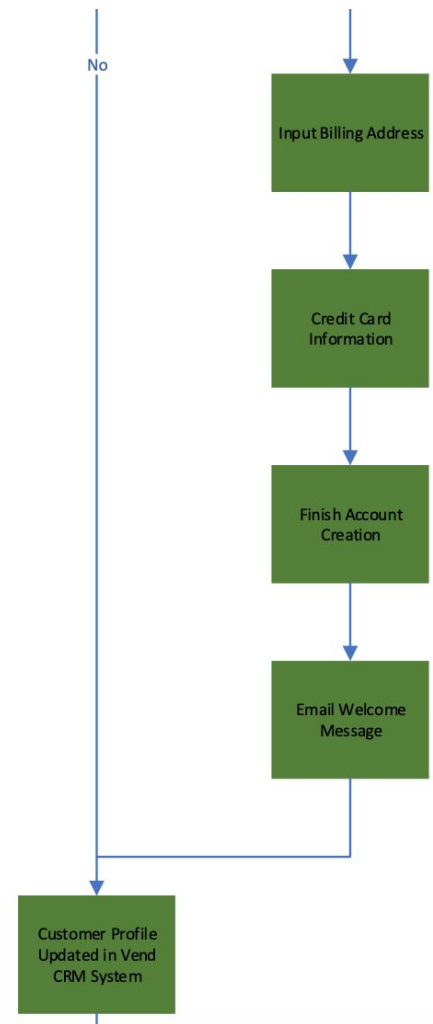 No
Input Billing Address
Credit Card
Information
Finish Account
Creation
Email Welcome
Message
Customer Profile
Updated in Vend
CRM System